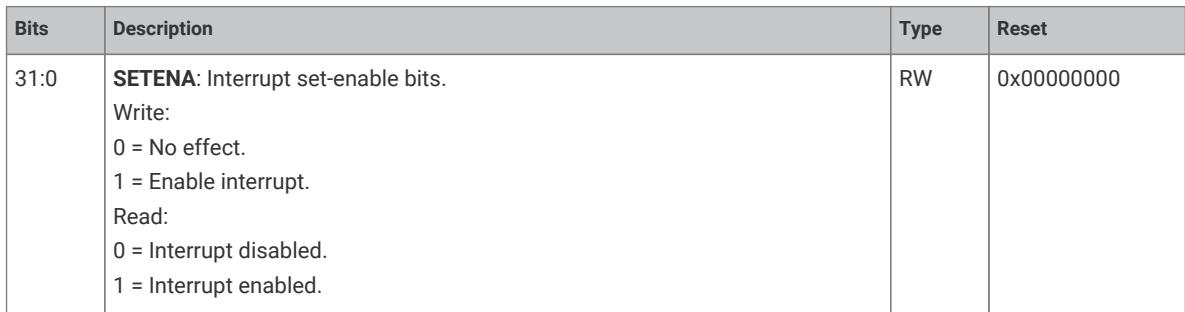 Bits Description Type Reset
31:0 SETENA: Interrupt set-enable bits. RW 0x00000000
Write:
0 = No effect.
1 = Enable interrupt.
Read:
0 = Interrupt disabled.
1 = Interrupt enabled.